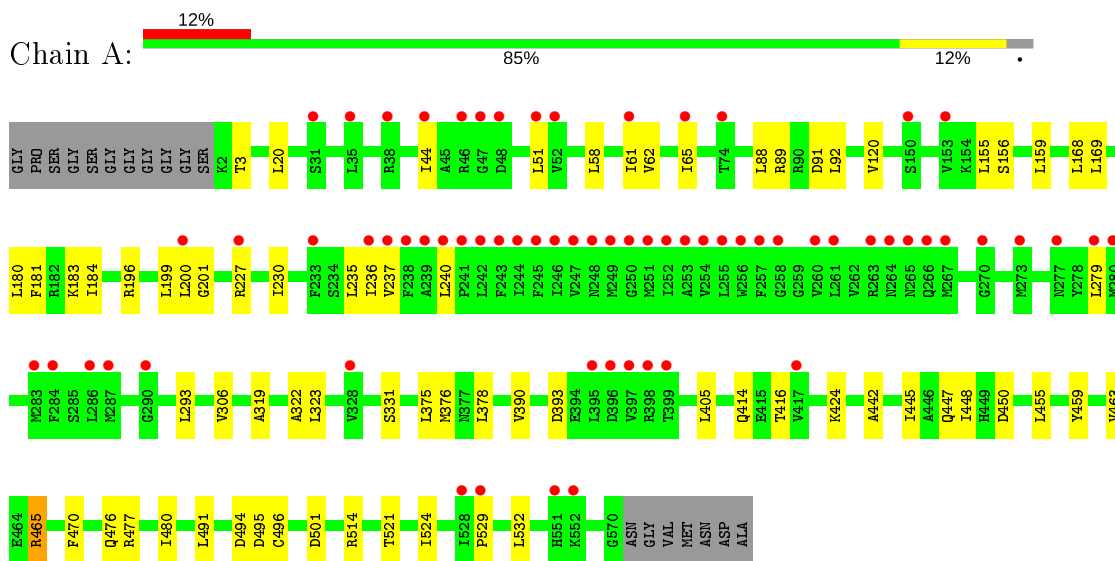 12%
Chain A:
85% 12% •
GLY PRO SER GLY SER GLY GLY GLY GLY SER K2 T3 L20 S31 L35 R38 I44 A45 R46 G47 D48 L51 V52 L58 I61 V62 I65 T74 L88 R89 R90 D91 L92 V120 S150 V153 K154 L155 S156 L159 L168 L169
L180 F181 R182 K183 I184 R196 L199 L200 G201 R227 I230 F233 S234 L235 I236 V237 F238 A239 L240 P241 L242 F243 I244 F245 I246 V247 N248 M249 G250 M251 I252 A253 V254 L255 W256 F257 G258 G259 V260 L261 V262 R263 N264 N265 Q266 M267 G270 M273 N277 Y278 L279 M280
M283 F284 S285 L286 M287 G290 L293 V306 A319 A322 L323 V328 S331 L375 M376 N377 L378 V390 D393 E394 L395 D396 V397 R398 T399 L405 Q414 E415 T416 V417 K424 A442 I445 A446 Q447 I448 H449 D450 L455 Y459 V463
E464 R465 F470 Q476 R477 I480 L491 D494 D495 C496 D501 R514 T521 I524 I528 P529 L532 H551 K552 G570 ASN GLY VAL MET ASN ASP ALA